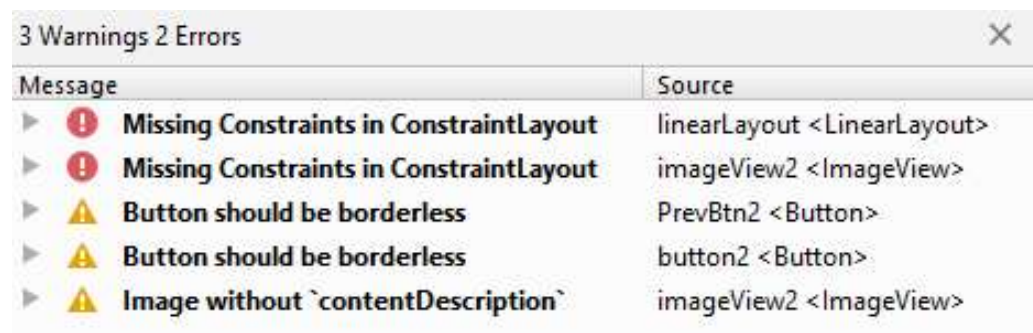 3 Warnings 2 Errors
Message Source
Missing Constraints in ConstraintLayout linearLayout <LinearLayout>
Missing Constraints in ConstraintLayout imageView2 <ImageView>
Button should be borderless PrevBtn2 <Button>
Button should be borderless button2 <Button>
Image without `contentDescription` imageView2 <ImageView>